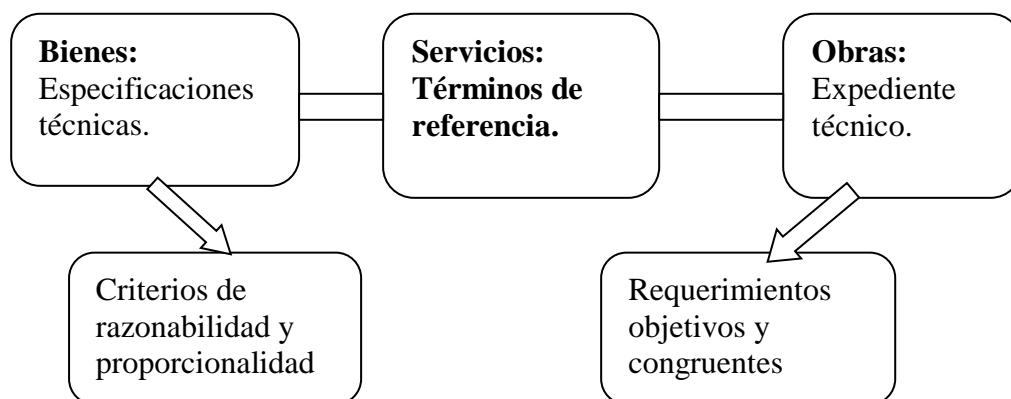 Bienes:
Especificaciones
técnicas.
Servicios:
Términos de
referencia.
Obras:
Expediente
técnico.
Criterios de
razonabilidad y
proporcionalidad
Requerimientos
objetivos y
congruentes